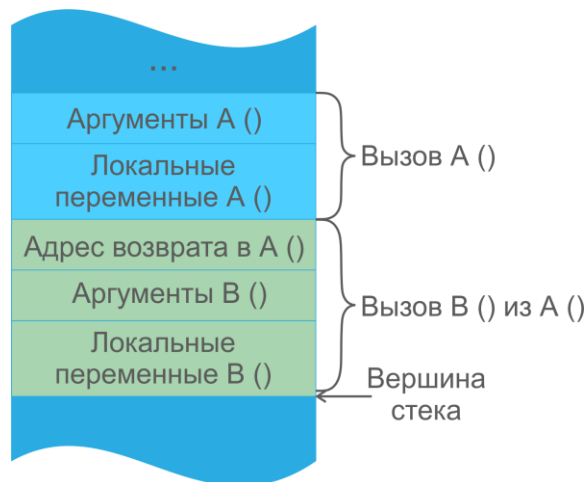 ...
Аргументы A ()
Локальные
переменные A ()
Вызов A ()
Адрес возврата в A ()
Аргументы B ()
Локальные
переменные B ()
Вызов B () из A ()
Вершина
стека